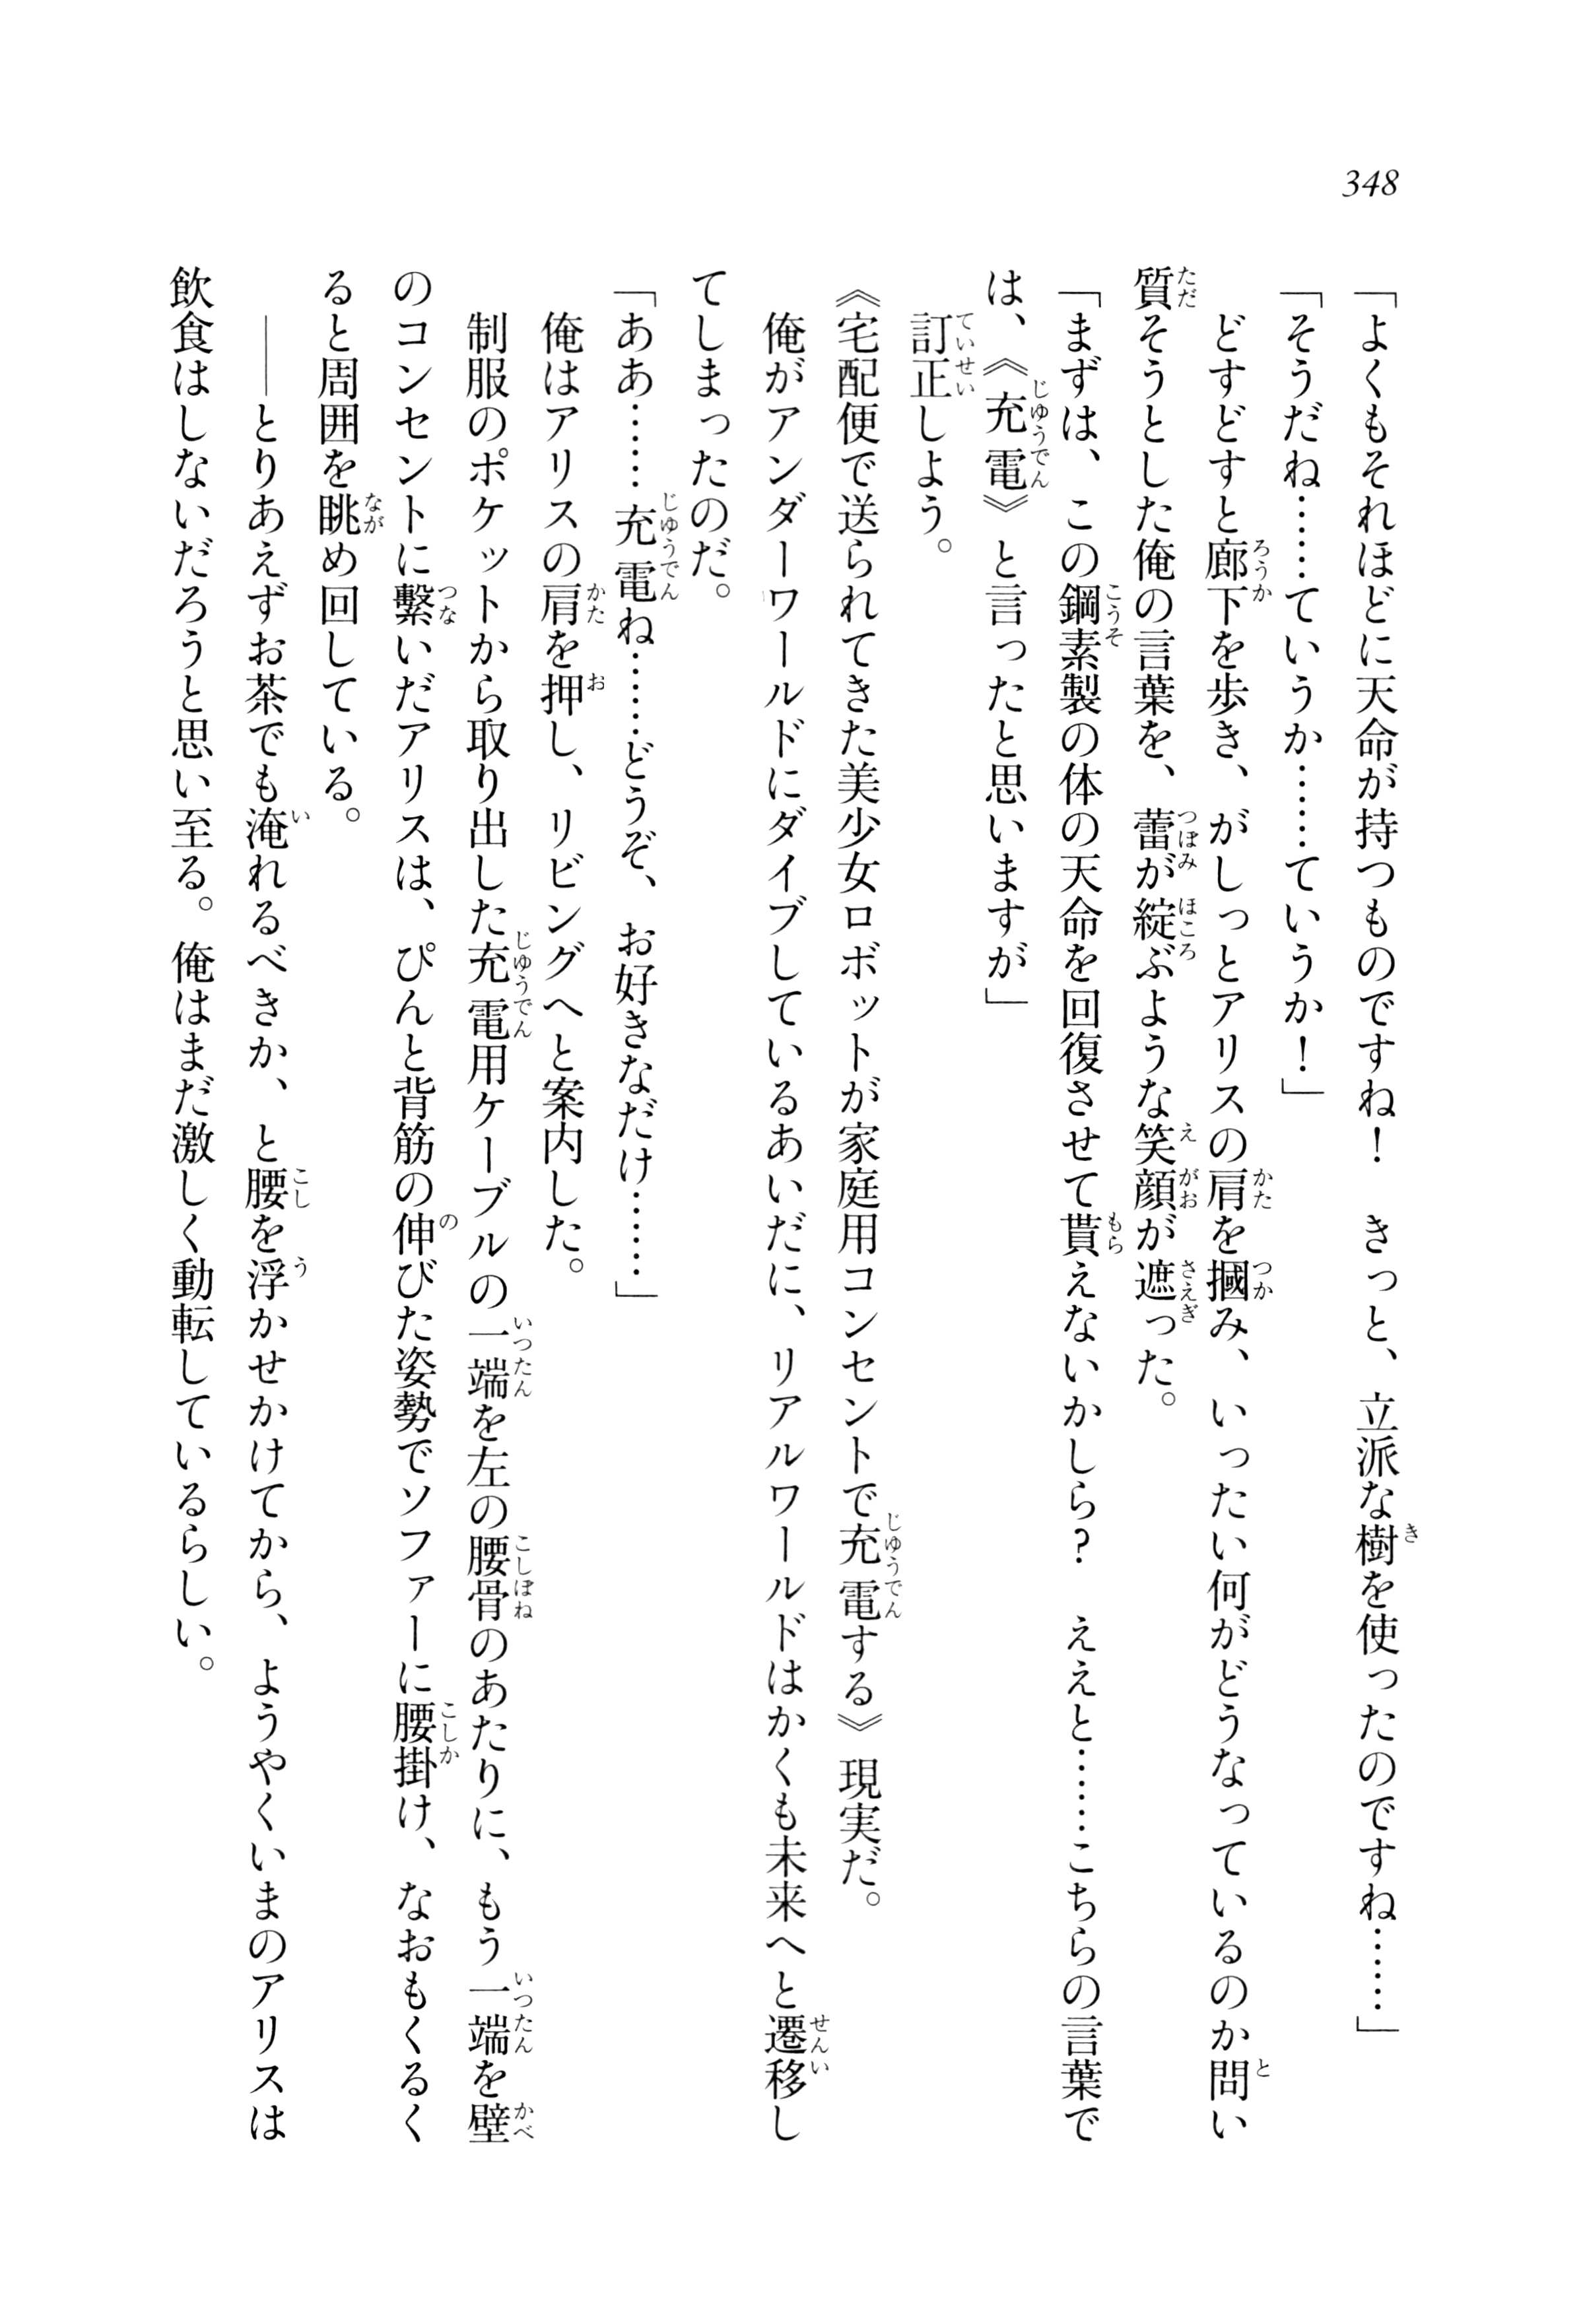 348
「よくもそれほどに天命が持つものですね！　きっと、立派な樹を使ったのですね……」
「そうだね……ていうか……ていうか！」
　どすどすと廊下を歩き、がしっとアリスの肩を摑み、いったい何がどうなっているのか問い
質そうとした俺の言葉を、蕾が綻ぶような笑顔が遮った。
「まずは、この鋼素製の体の天命を回復させて貰えないかしら？　ええと……こちらの言葉で
は、《充電》と言ったと思いますが」
　訂正しよう。
《宅配便で送られてきた美少女ロボットが家庭用コンセントで充電する》現実だ。
　俺がアンダーワールドにダイブしているあいだに、リアルワールドはかくも未来へと遷移し
てしまったのだ。
「ああ……充電ね……どうぞ、お好きなだけ……」
　俺はアリスの肩を押し、リビングへと案内した。
　制服のポケットから取り出した充電用ケーブルの一端を左の腰骨のあたりに、もう一端を壁
のコンセントに繫いだアリスは、ぴんと背筋の伸びた姿勢でソファーに腰掛け、なおもくるく
ると周囲を眺め回している。
　――とりあえずお茶でも淹れるべきか、と腰を浮かせかけてから、ようやくいまのアリスは
飲食はしないだろうと思い至る。俺はまだ激しく動転しているらしい。